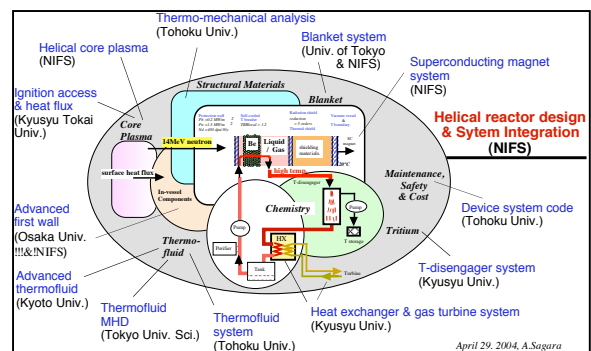 Thermo-mechanical analysis
(Tohoku Univ.)
Helical core plasma
(NIFS)
Blanket system
(Univ. of Tokyo
& NIFS)
Superconducting magnet
system
(NIFS)
Ignition access
& heat flux
(Kyusyu Tokai
Univ.)
Structural Materials
Blanket
Core
Plasma
Helical reactor design
& Sytem Integration
(NIFS)
14MeV neutron
Be
Liquid
/ Gas
shielding
materials
surface heat flux
high temp.
In-vessel
Components
T-disengager
Maintenance,
Safety
& Cost
Chemistry
Pump
Pump
Device system code
(Tohoku Univ.)
Advanced
first wall
(Osaka Univ.
!!!&!NIFS)
Thermo-
fluid
Purifier
HX
T storage
Tritium
Tank
Turbine
T-disengager system
(Kyusyu Univ.)
Advanced
thermofluid
(Kyoto Univ.)
Thermofluid
MHD
(Tokyo Univ. Sci.)
Thermofluid
system
(Tohoku Univ.)
Heat exchanger & gas turbine system
(Kyusyu Univ.)
April 29. 2004, A.Sagara